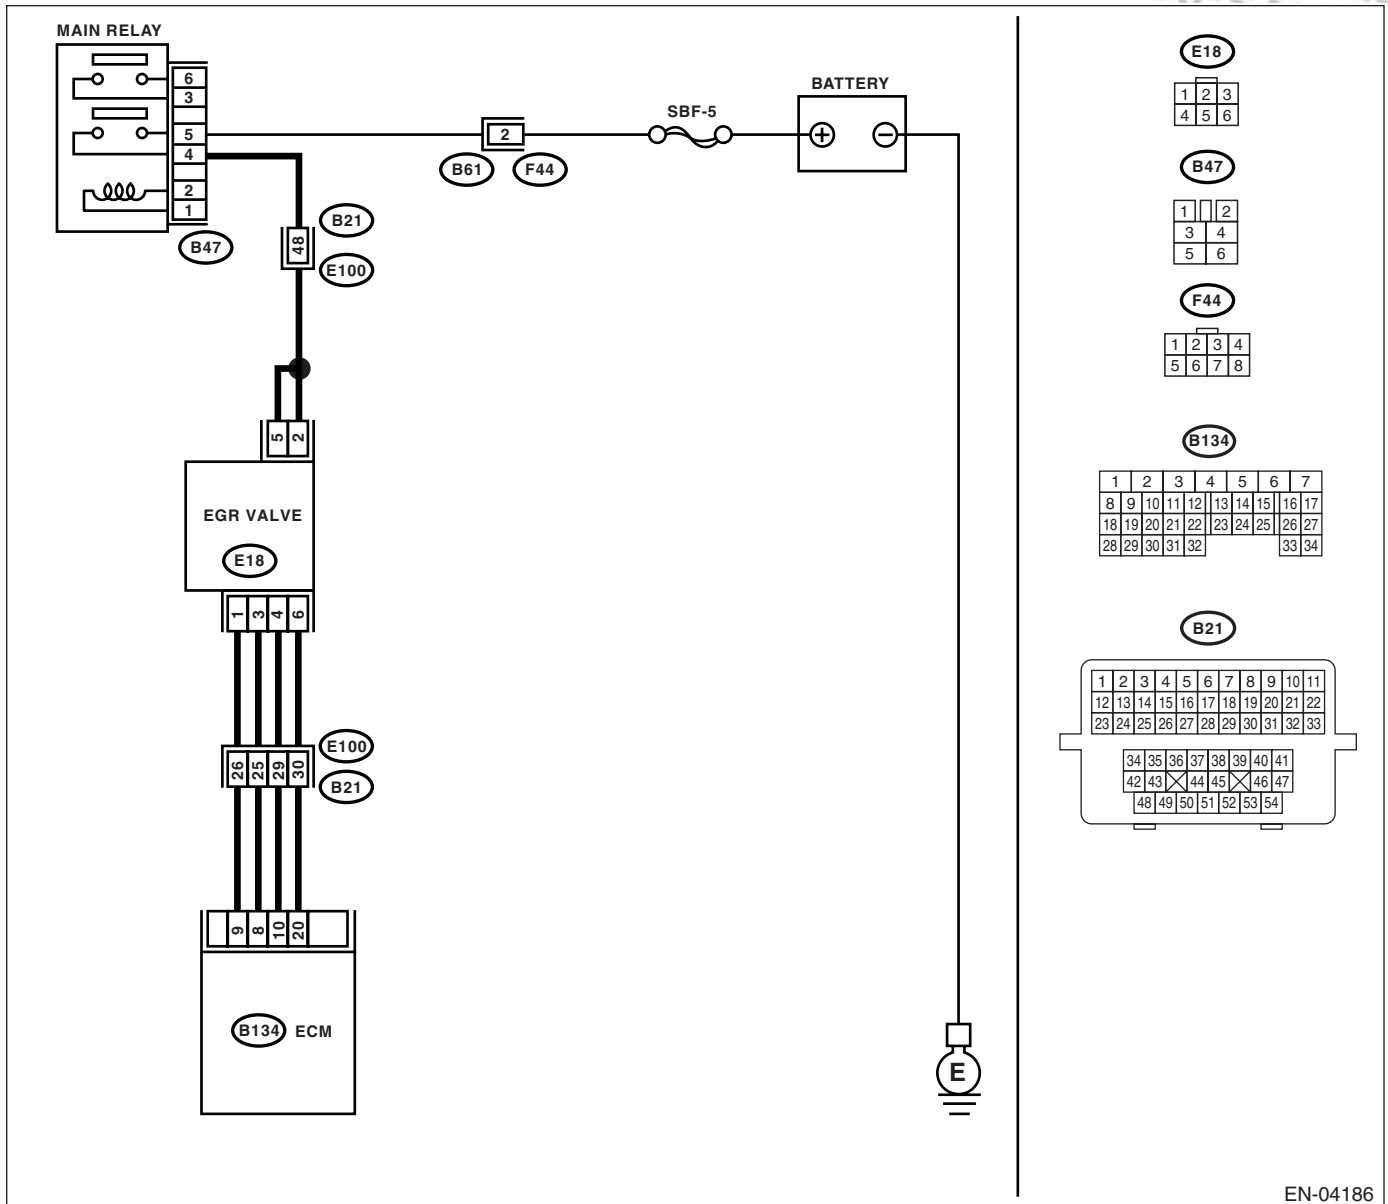 MAIN RELAY
6
3
5
4
2
1
B47
2
B61 F44
SBF-5
BATTERY
+ −
B21
48
E100
5 2
EGR VALVE
E18
1 3 4 6
E100
26 25 29 30
B21
9 8 10 20
B134 ECM
E
E18
1 2 3
4 5 6
B47
1 2
3 4
5 6
F44
1 2 3 4
5 6 7 8
B134
1 2 3 4 5 6 7
8 9 10 11 12 13 14 15 16 17
18 19 20 21 22 23 24 25 26 27
28 29 30 31 32 33 34
B21
1 2 3 4 5 6 7 8 9 10 11
12 13 14 15 16 17 18 19 20 21 22
23 24 25 26 27 28 29 30 31 32 33
34 35 36 37 38 39 40 41
42 43 44 45 46 47
48 49 50 51 52 53 54
EN-04186